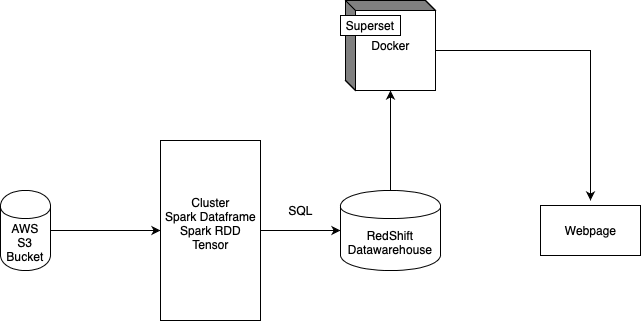 Superset
Docker
AWS
S3
Bucket
Cluster
Spark Dataframe
Spark RDD
Tensor
SQL
RedShift
Datawarehouse
Webpage